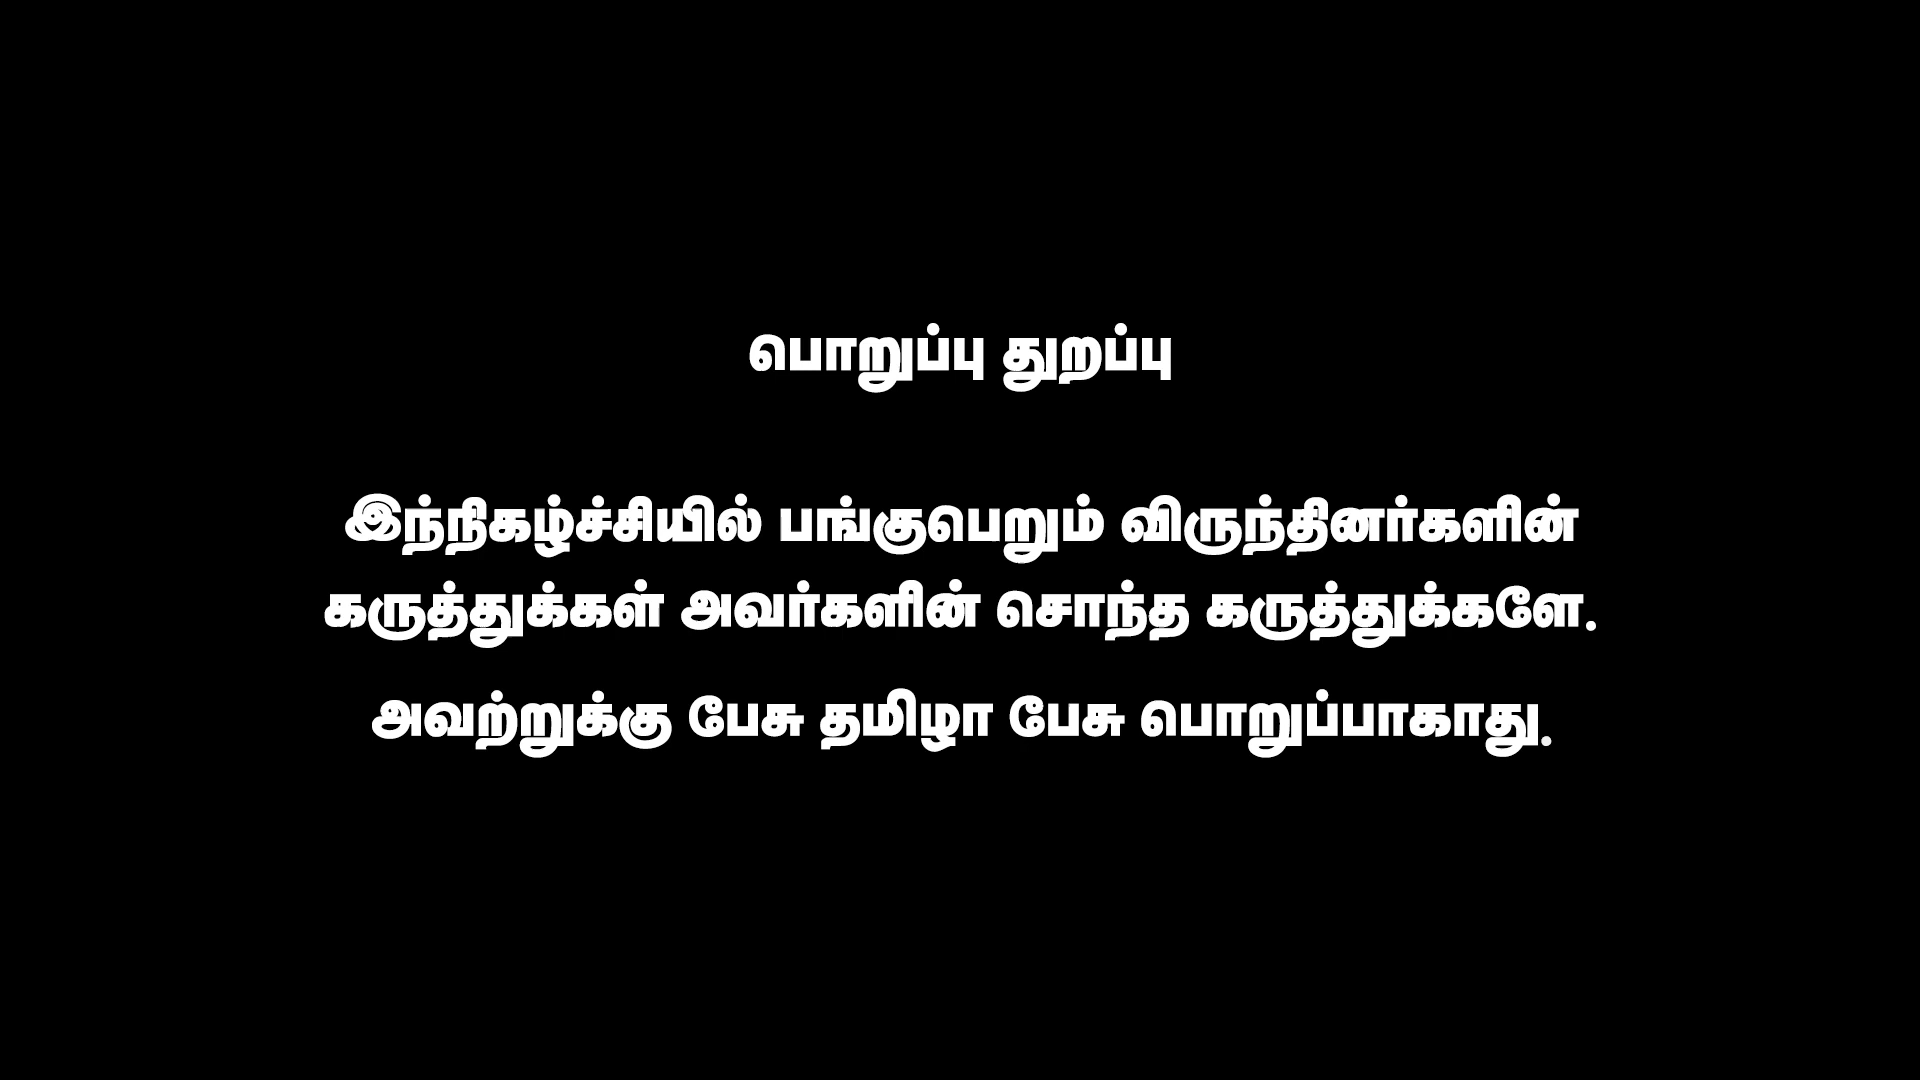 பொறுப்பு துறப்பு
இந்நிகழ்ச்சியில் பங்குபெறும் விருந்தினர்களின்
கருத்துக்கள் அவர்களின் சொந்த கருத்துக்களே.
அவற்றுக்கு பேசு தமிழா பேசு பொறுப்பாகாது.